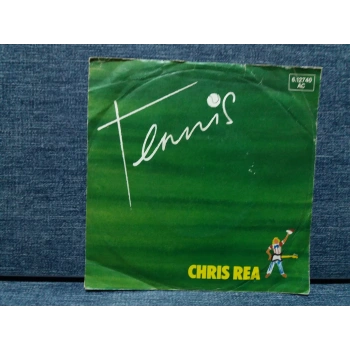 6.12740
AC
Tennis
CHRIS REA